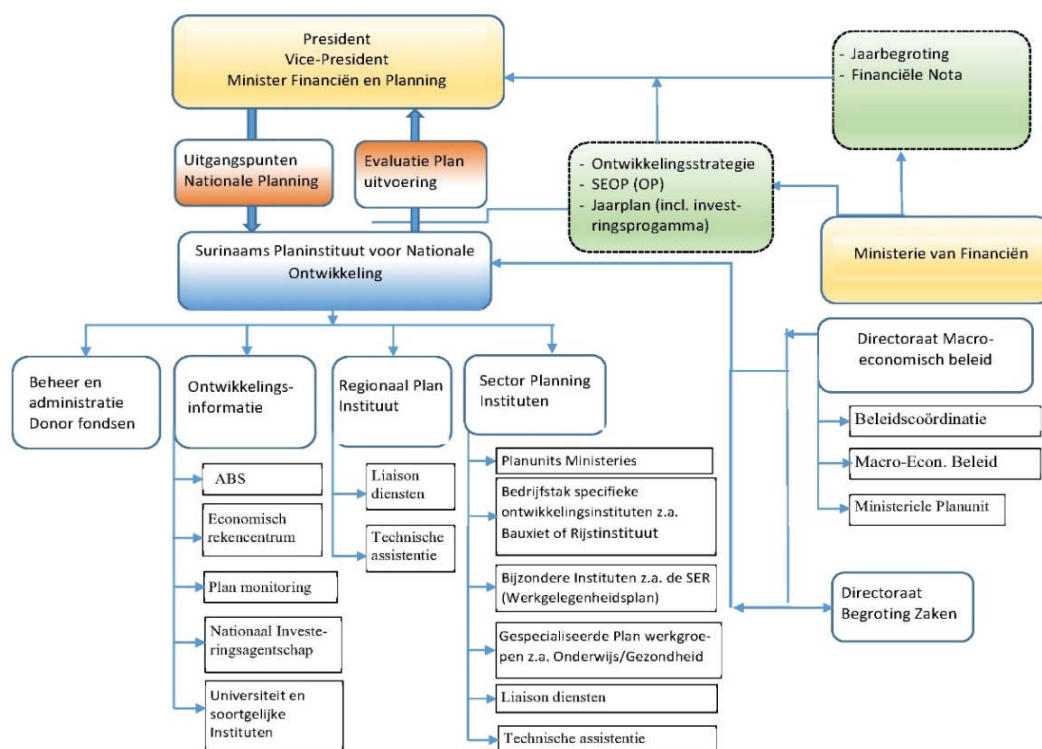 President
Vice-President
Minister Financiën en Planning
- Jaarbegroting
- Financiële Nota
Uitgangspunten
Nationale Planning
Evaluatie Plan
uitvoering
- Ontwikkelingsstrategie
- SEOP (OP)
- Jaarplan (incl. invest-
ringsprogamma)
Surinaams Planinstituut voor Nationale
Ontwikkeling
Ministerie van Financiën
Beheer en
administratie
Donor fondsen
Ontwikkelings-
informatie
Regionaal Plan
Instituut
Sector Planning
Instituten
Directoraat Macro-
economisch beleid
ABS
Economisch
rekencentrum
Plan monitoring
Nationaal Investe-
ringsagentschap
Universiteit en
soortgelijke
Instituten
Liaison
diensten
Technische
assistentie
Planunits Ministeries
Bedrijfstak specifieke
ontwikkelingsinstituten z.a.
Bauxiet of Rijstinstituut
Bijzondere Instituten z.a. de SER
(Werkgelegenheidsplan)
Gespecialiseerde Plan werkgroe-
pen z.a. Onderwijs/Gezondheid
Liaison diensten
Technische assistentie
Beleidscoördinatie
Macro-Econ. Beleid
Ministeriele Planunit
Directoraat
Begroting Zaken